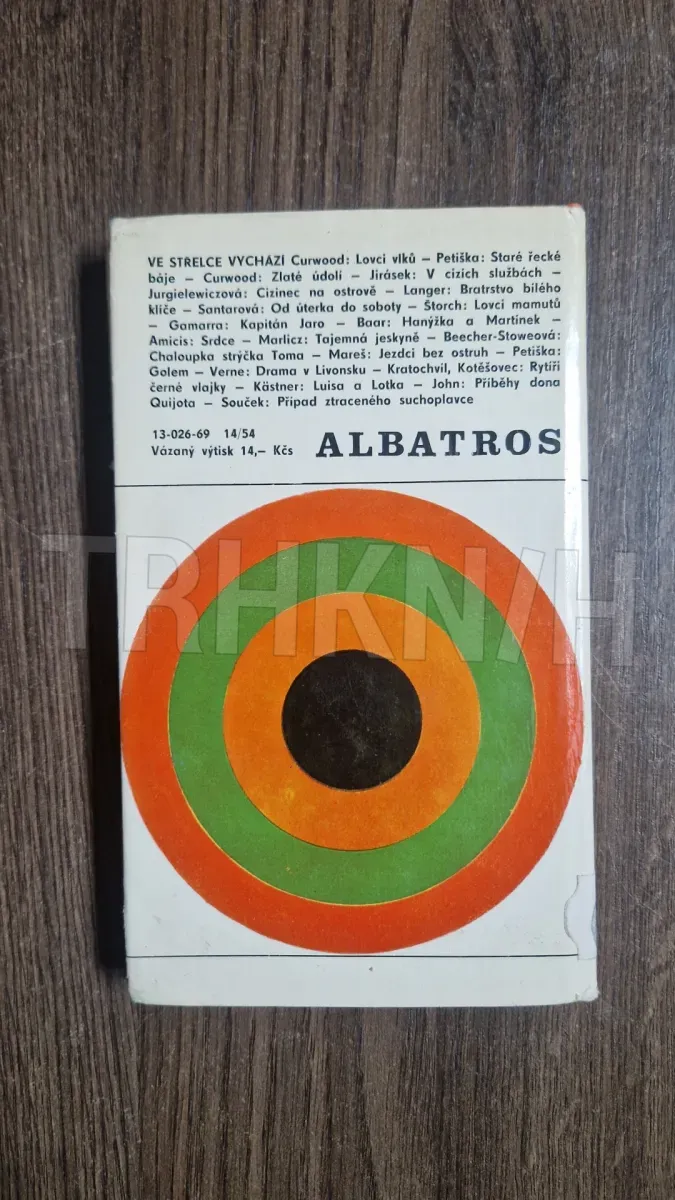 VE STRELCE VYCHÁZÍ Curwood: Lovci vlků — Petiška: Staré řecké
báje — Curwood: Zlaté údolí — Jirásek: V cizích službách —
Jurgielewiczová: Cizinec na ostrově — Langer: Bratrstvo bílého
klíče — Santarová: Od úterka do soboty — Štorch: Lovci mamutů
— Gamarra: Kapitán Jaro — Baar: Hanýžka a Martínek —
Amicis: Srdce — Marlicz: Tajemná jeskyně — Beecher-Stoweová:
Chaloupka strýčka Toma — Mareš: Jezdci bez ostruh — Petiška:
Golem — Verne: Drama v Livonsku — Kratochvíl, Kotěšovec: Rytíři
černé vlajky — Kästner: Luisa a Lotka — John: Příběhy dona
Quijota — Souček: Případ ztraceného suchoplavce
13-026-69 14/54
Vázaný výtisk 14,— Kčs
ALBATROS
TRHKNIH